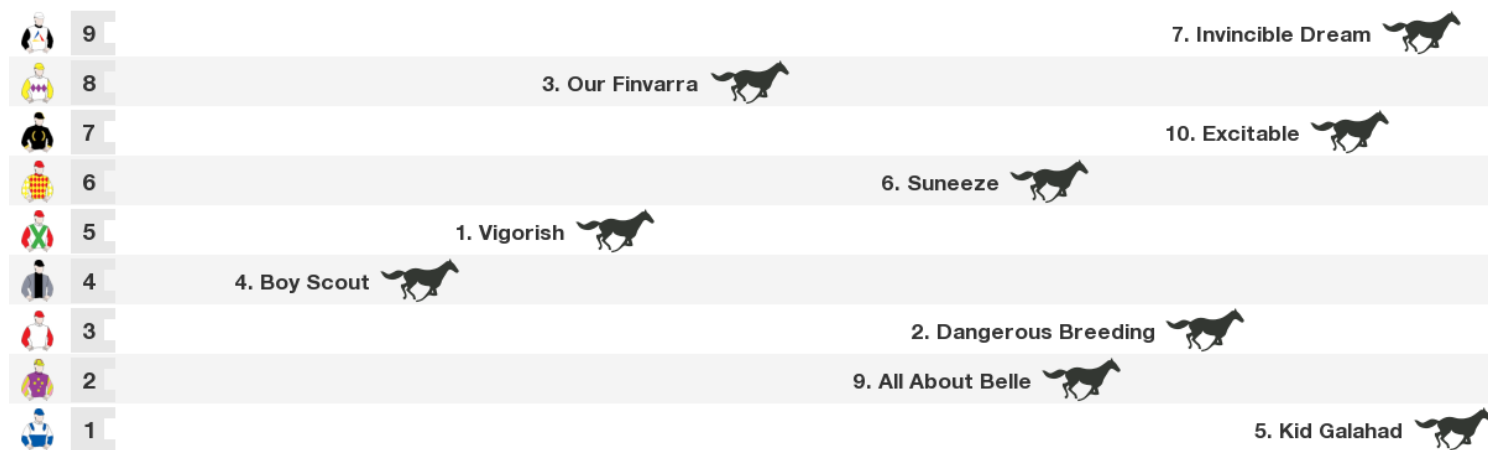 9 7. Invincible Dream
8 3. Our Finvarra
7 10. Excitable
6 6. Suneeze
5 1. Vigorish
4 4. Boy Scout
3 2. Dangerous Breeding
2 9. All About Belle
1 5. Kid Galahad